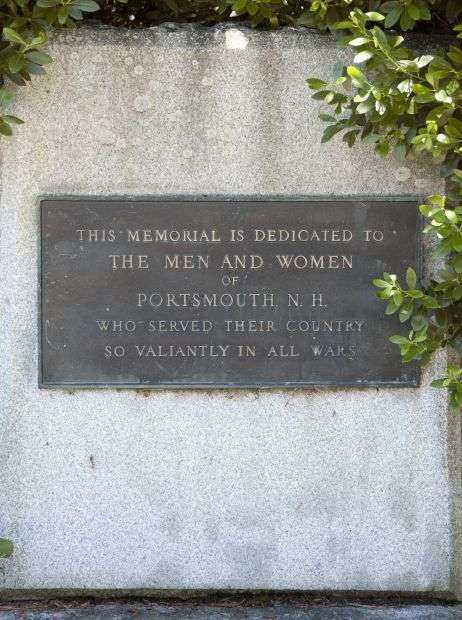 THIS MEMORIAL IS DEDICATED TO
THE MEN AND WOMEN
OF
PORTSMOUTH, N. H.
WHO SERVED THEIR COUNTRY
SO VALIANTLY IN ALL WARS